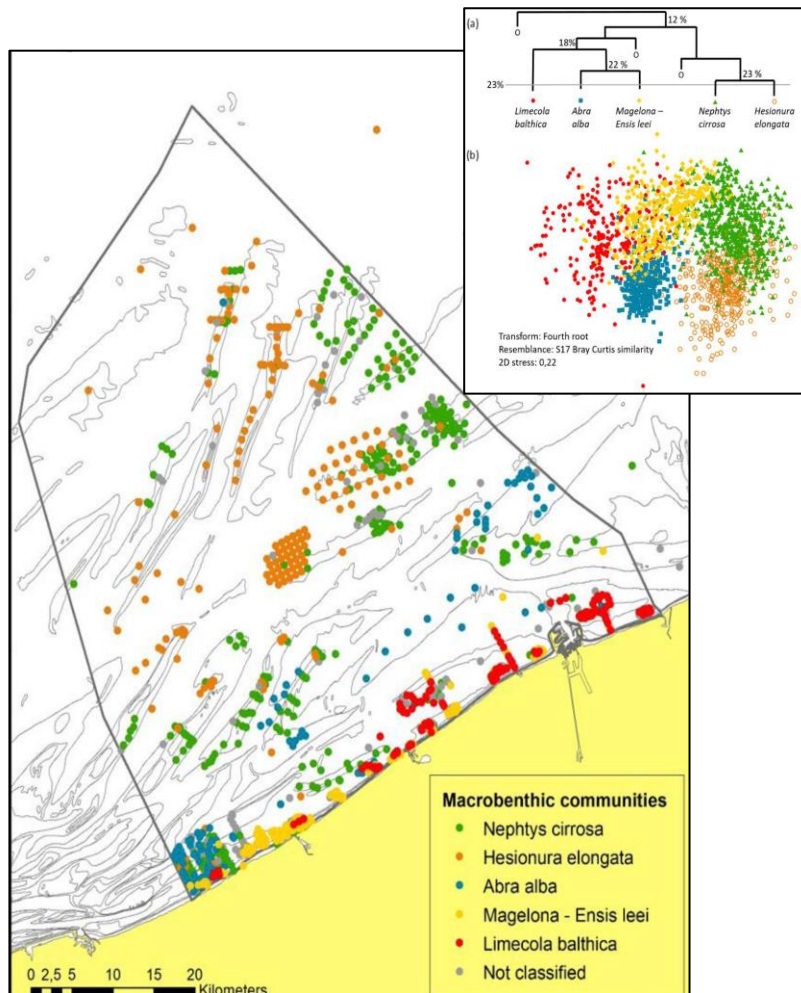 (a)
12 %
O
18%
O
O
22 %
23 %
23%
Limecola
balthica
Abra
alba
Magelona –
Ensis leei
Nephtys
cirrosa
Hesionura
elongata
(b)
Transform: Fourth root
Resemblance: S17 Bray Curtis similarity
2D stress: 0,22
Macrobenthic communities
Nephtys cirrosa
Hesionura elongata
Abra alba
Magelona - Ensis leei
Limecola balthica
Not classified
0 2,5 5 10 15 20
Kilometers